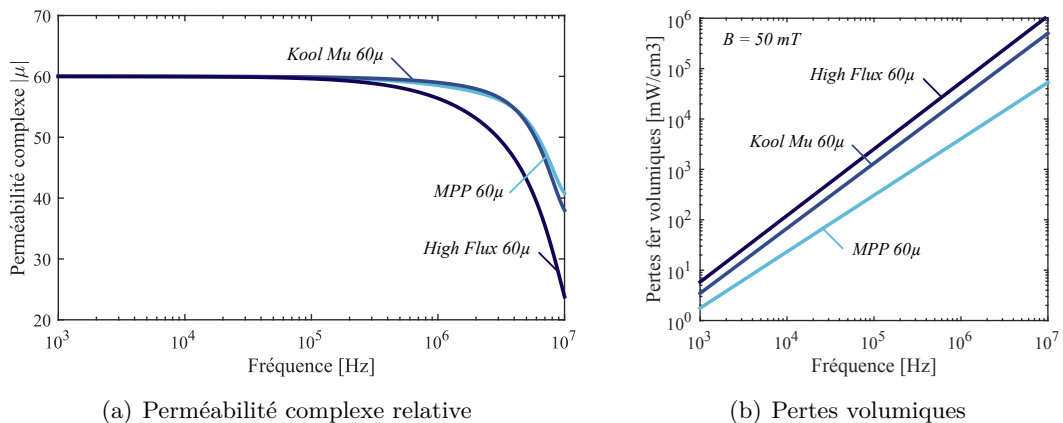 Perméabilité complexe |μ|
70
60
50
40
30
20
10³
10⁴
10⁵
10⁶
10⁷
Fréquence [Hz]
Kool Mu 60μ
MPP 60μ
High Flux 60μ
(a) Perméabilité complexe relative
Pertes fer volumiques [mW/cm3]
10⁶
10⁵
10⁴
10³
10²
10¹
10⁰
10³
10⁴
10⁵
10⁶
10⁷
Fréquence [Hz]
B = 50 mT
High Flux 60μ
Kool Mu 60μ
MPP 60μ
(b) Pertes volumiques